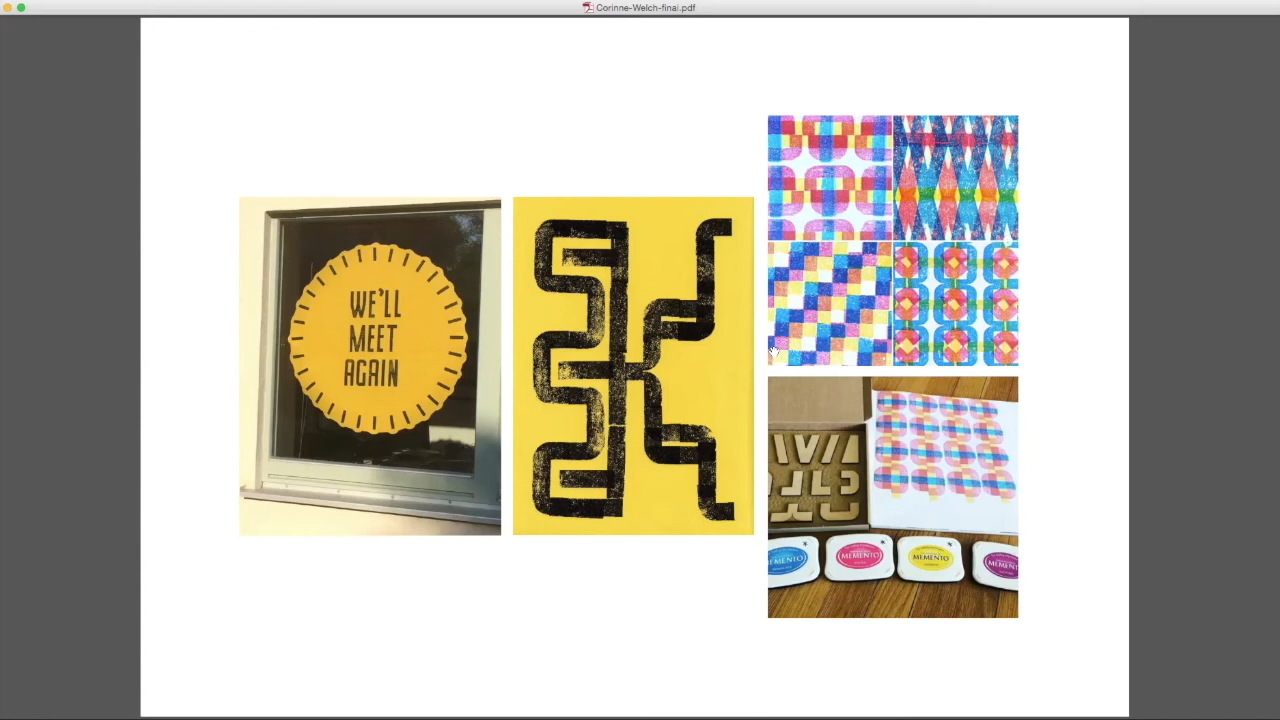 Corinne-Welch-final.pdf
WE'LL
MEET
AGAIN
MEMENTO
MEMENTO
MEMENTO